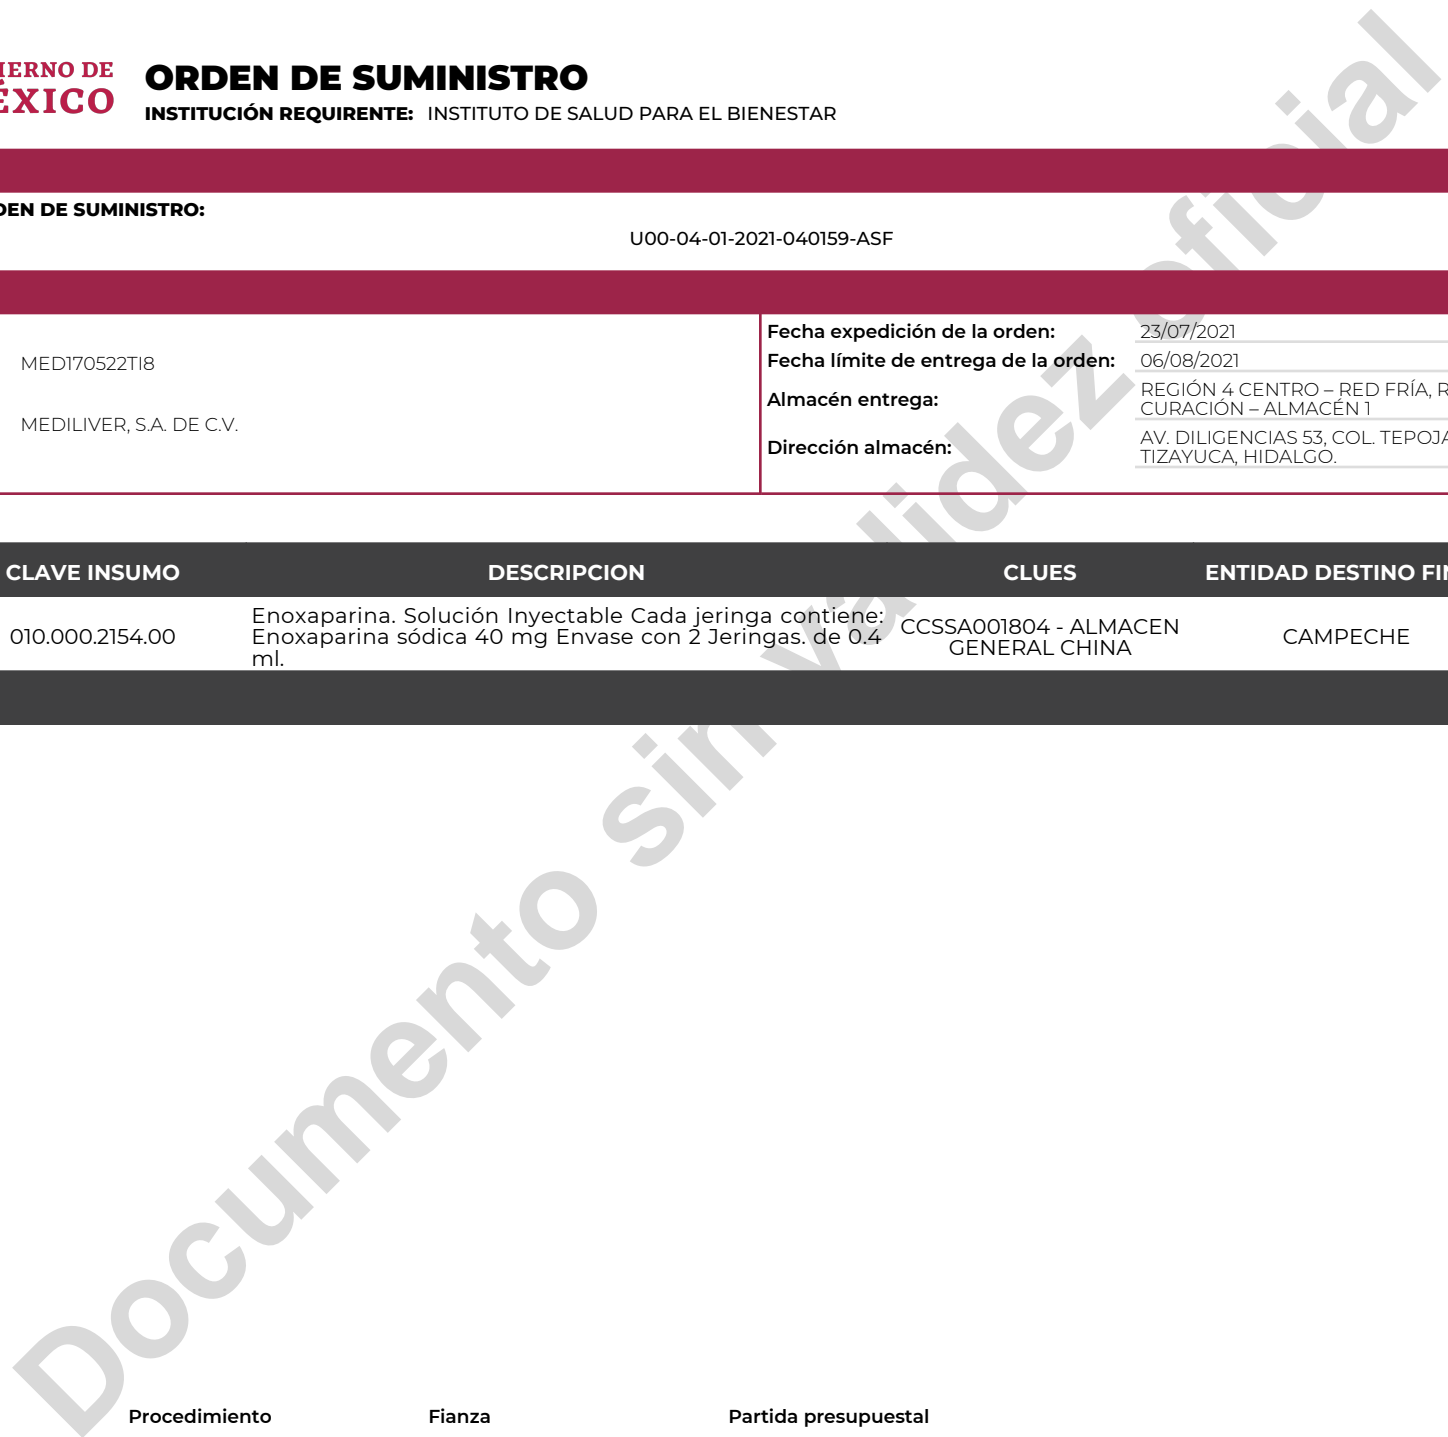 IERNO DE
ÉXICO
ORDEN DE SUMINISTRO
INSTITUCIÓN REQUIRENTE: INSTITUTO DE SALUD PARA EL BIENESTAR
DEN DE SUMINISTRO:
U00-04-01-2021-040159-ASF
MED170522TI8
MEDILIVER, S.A. DE C.V.
Fecha expedición de la orden: 23/07/2021
Fecha límite de entrega de la orden: 06/08/2021
Almacén entrega: REGIÓN 4 CENTRO – RED FRÍA, R
CURACIÓN – ALMACÉN 1
Dirección almacén: AV. DILIGENCIAS 53, COL. TEPOJA
TIZAYUCA, HIDALGO.
CLAVE INSUMO DESCRIPCION CLUES ENTIDAD DESTINO FIN
010.000.2154.00
Enoxaparina. Solución Inyectable Cada jeringa contiene:
Enoxaparina sódica 40 mg Envase con 2 Jeringas. de 0.4
ml.
CCSSA001804 - ALMACEN
GENERAL CHINA
CAMPECHE
Documento sin validez oficial
Procedimiento Fianza Partida presupuestal